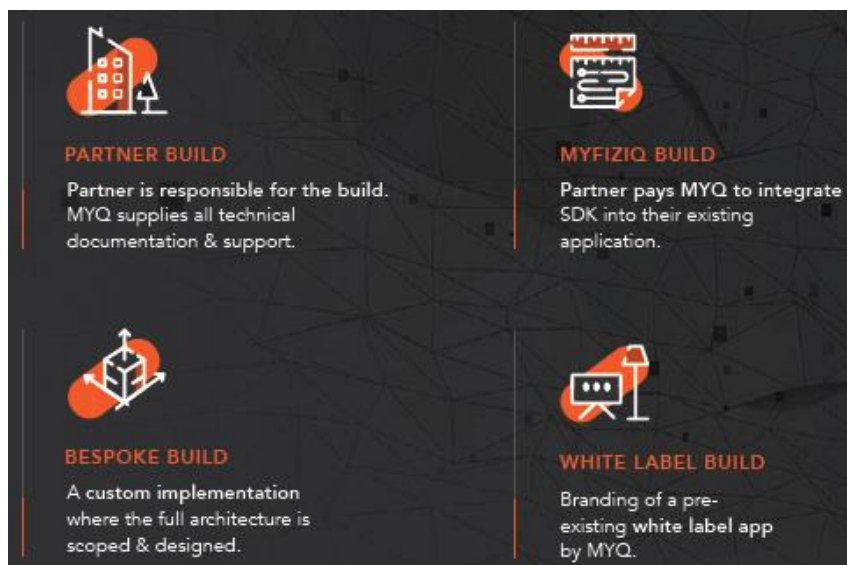 PARTNER BUILD
Partner is responsible for the build.
MYQ supplies all technical
documentation & support.
MYFIZIQ BUILD
Partner pays MYQ to integrate
SDK into their existing
application.
BESPOKE BUILD
A custom implementation
where the full architecture is
scoped & designed.
WHITE LABEL BUILD
Branding of a pre-
existing white label app
by MYQ.